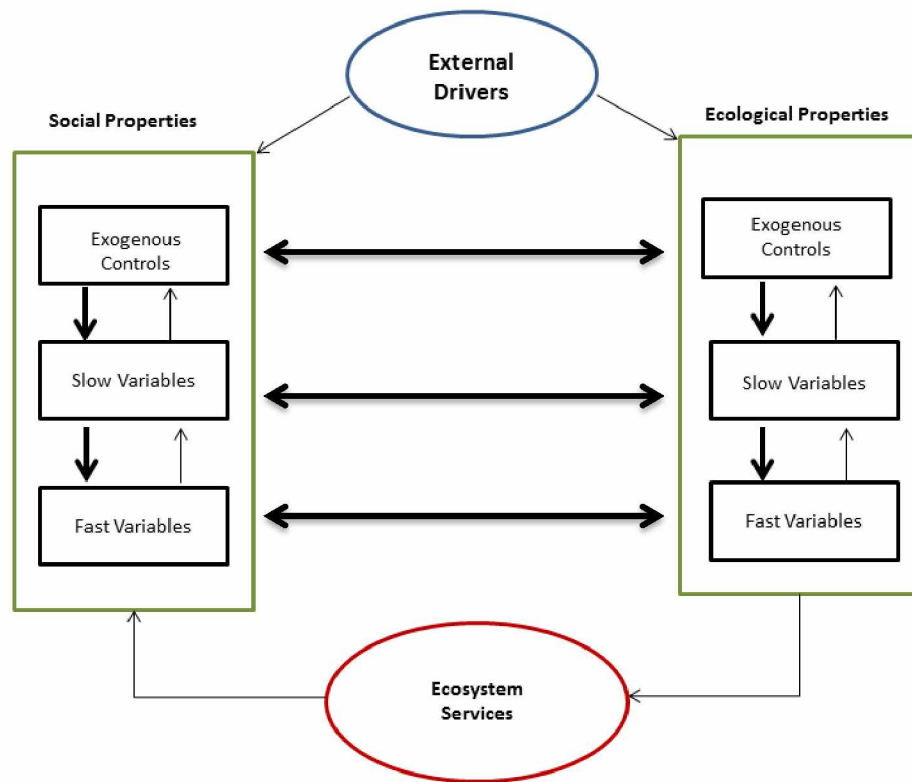 External
Drivers
Social Properties
Ecological Properties
Exogenous
Controls
Slow Variables
Fast Variables
Exogenous
Controls
Slow Variables
Fast Variables
Ecosystem
Services